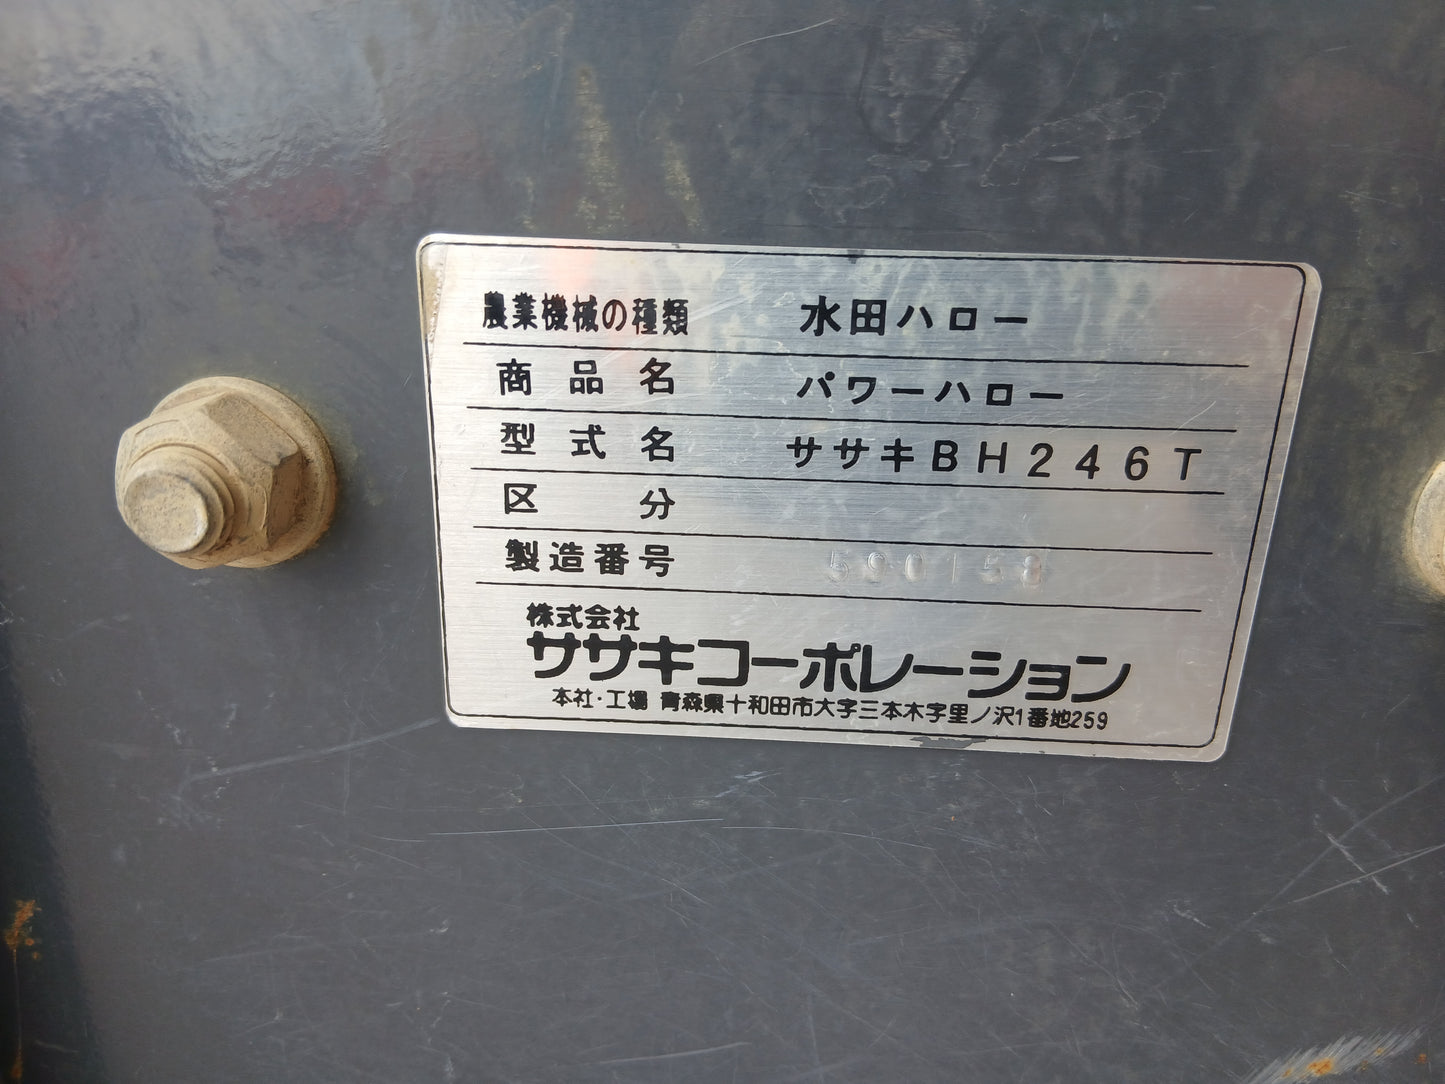 農業機械の種類 水田ハロー
商品名 パワーハロー
型式名 ササキBH246T
区分
製造番号 590158
株式会社
ササキコーポレーション
本社・工場 青森県十和田市大字三本木字里ノ沢1番地259